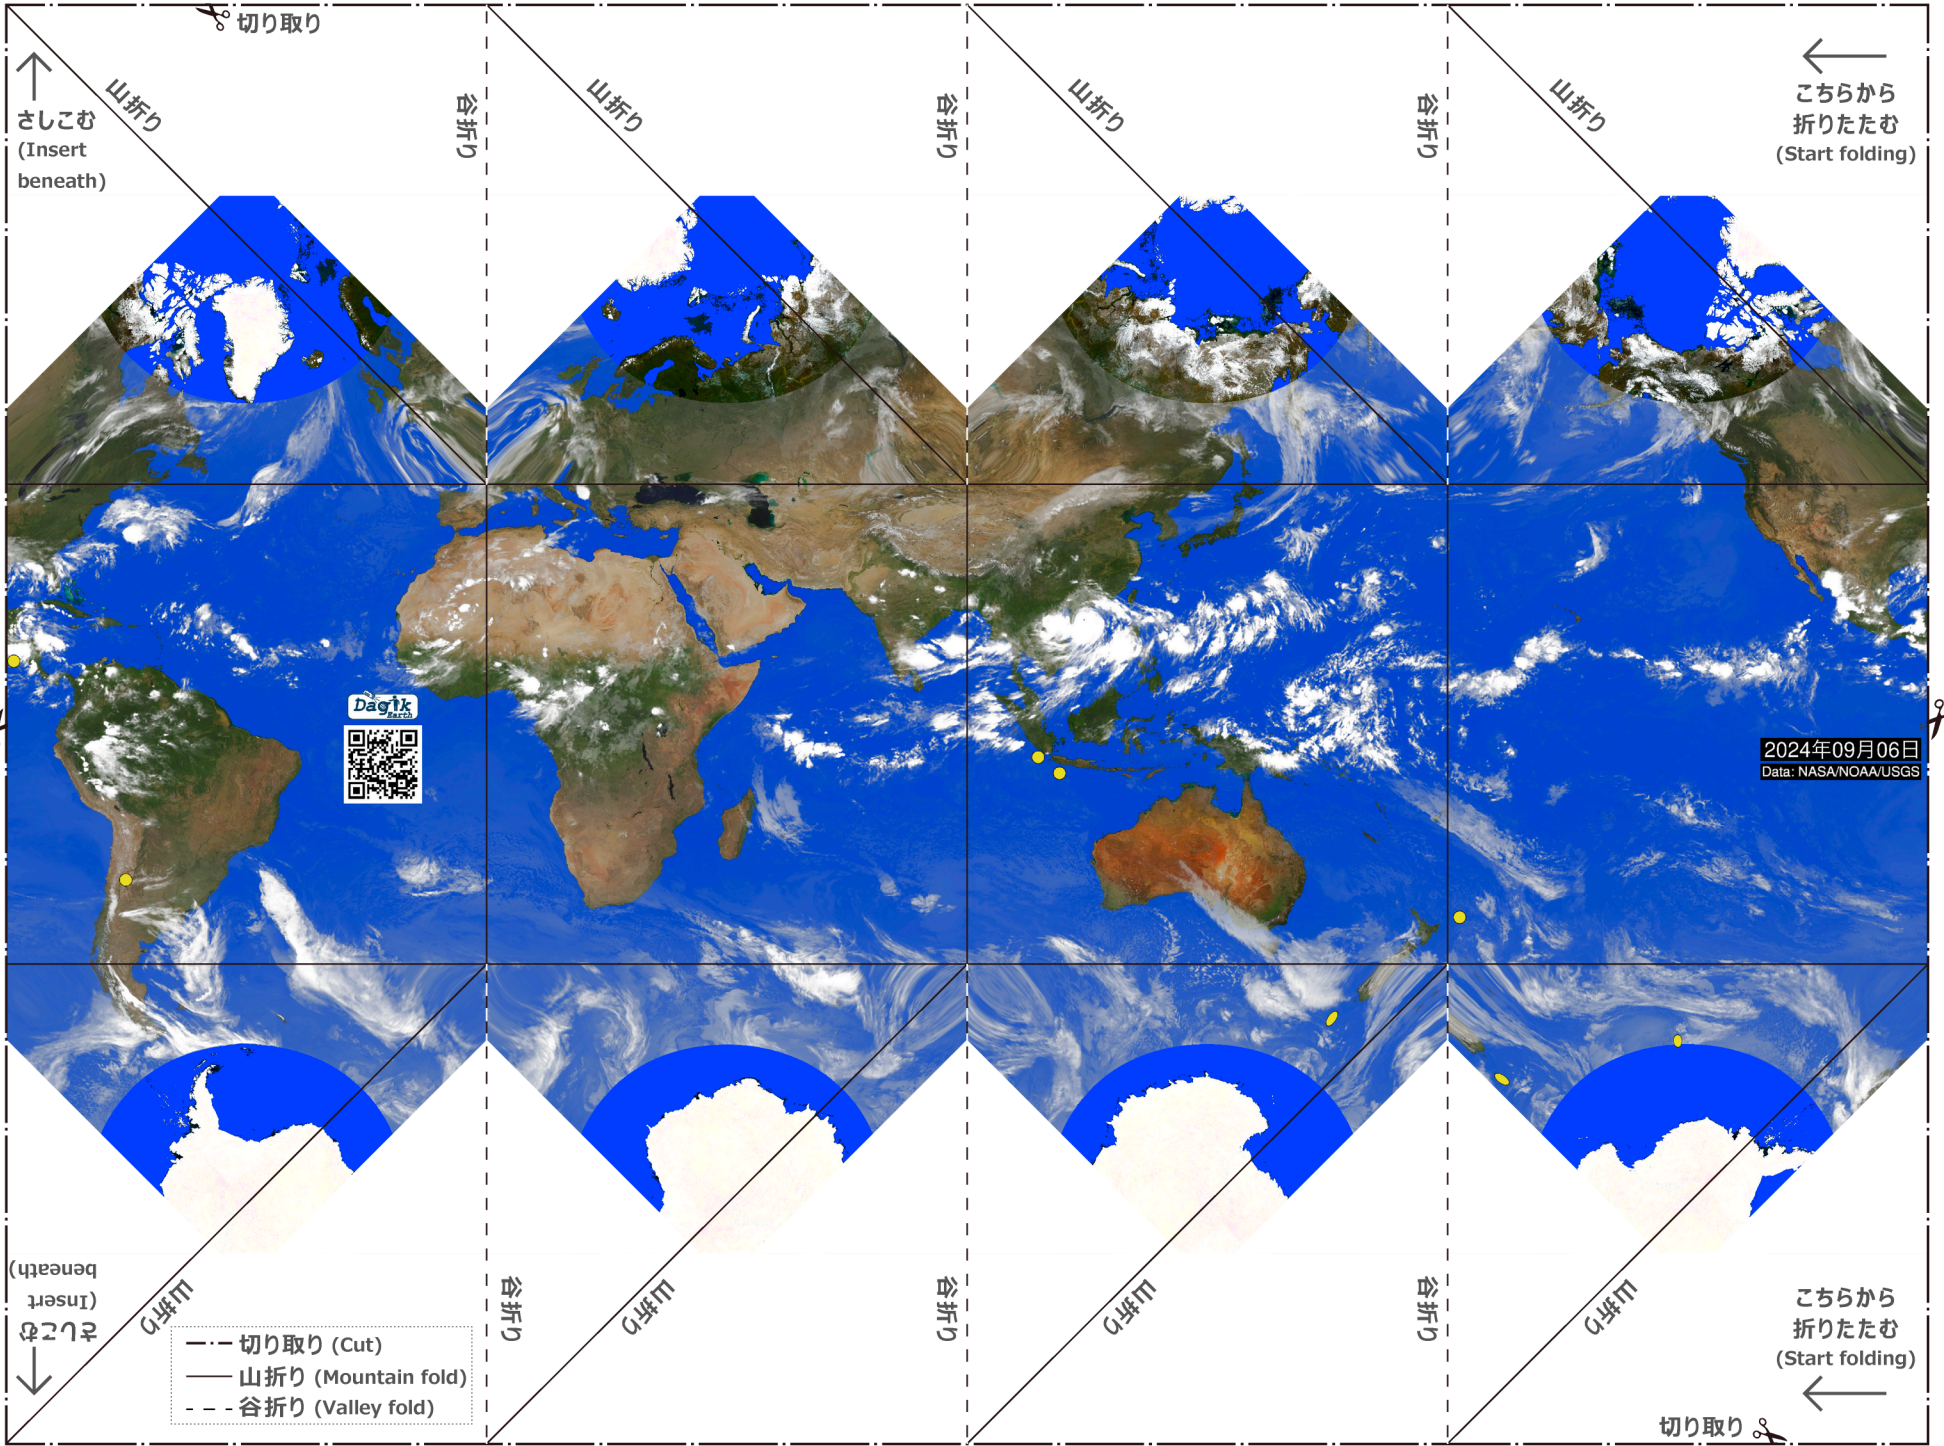 切り取り
山折り
谷折り
山折り
谷折り
山折り
谷折り
山折り
さしこむ
(Insert
beneath)
こちらから
折りたたむ
(Start folding)
Dagik
Earth
2024年09月06日
Data: NASA/NOAA/USGS
さしこむ
(Insert
beneath)
山折り
谷折り
山折り
谷折り
山折り
谷折り
山折り
切り取り (Cut)
山折り (Mountain fold)
谷折り (Valley fold)
こちらから
折りたたむ
(Start folding)
切り取り